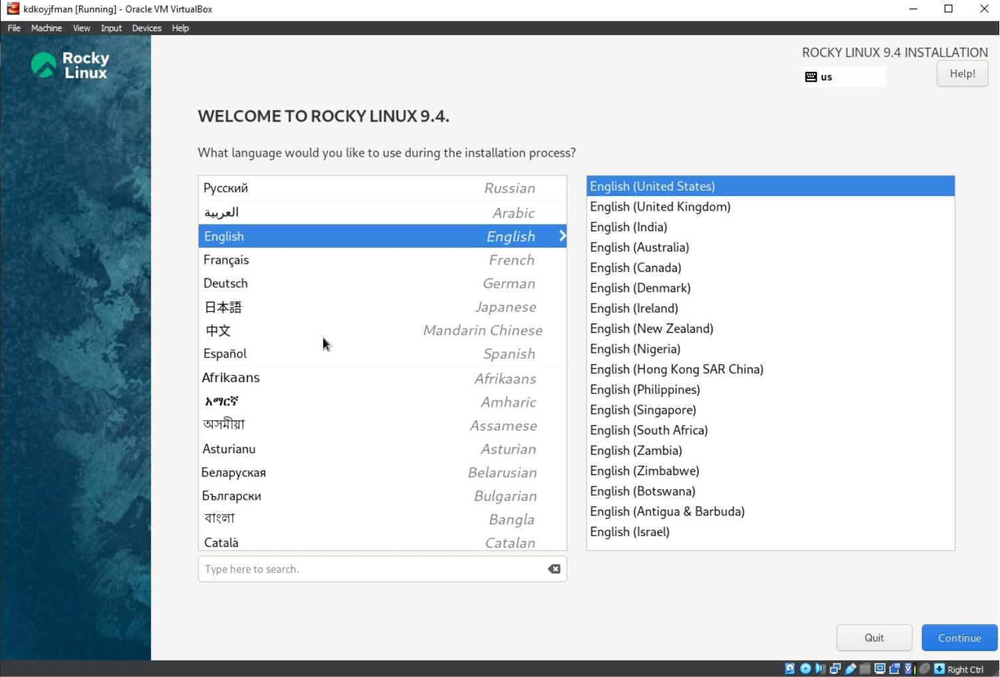 kdkoyjfman [Running] - Oracle VM VirtualBox
File Machine View Input Devices Help
Rocky
Linux
ROCKY LINUX 9.4 INSTALLATION
us
Help!
WELCOME TO ROCKY LINUX 9.4.
What language would you like to use during the installation process?
Русский Russian
العربية Arabic
English English
Français French
Deutsch German
日本語 Japanese
中文 Mandarin Chinese
Español Spanish
Afrikaans Afrikaans
አማርኛ Amharic
অসমীয়া Assamese
Asturianu Asturian
Беларуская Belarusian
Български Bulgarian
বাংলা Bangla
Català Catalan
Type here to search.
English (United States)
English (United Kingdom)
English (India)
English (Australia)
English (Canada)
English (Denmark)
English (Ireland)
English (New Zealand)
English (Nigeria)
English (Hong Kong SAR China)
English (Philippines)
English (Singapore)
English (South Africa)
English (Zambia)
English (Zimbabwe)
English (Botswana)
English (Antigua & Barbuda)
English (Israel)
Quit
Continue
Right Ctrl